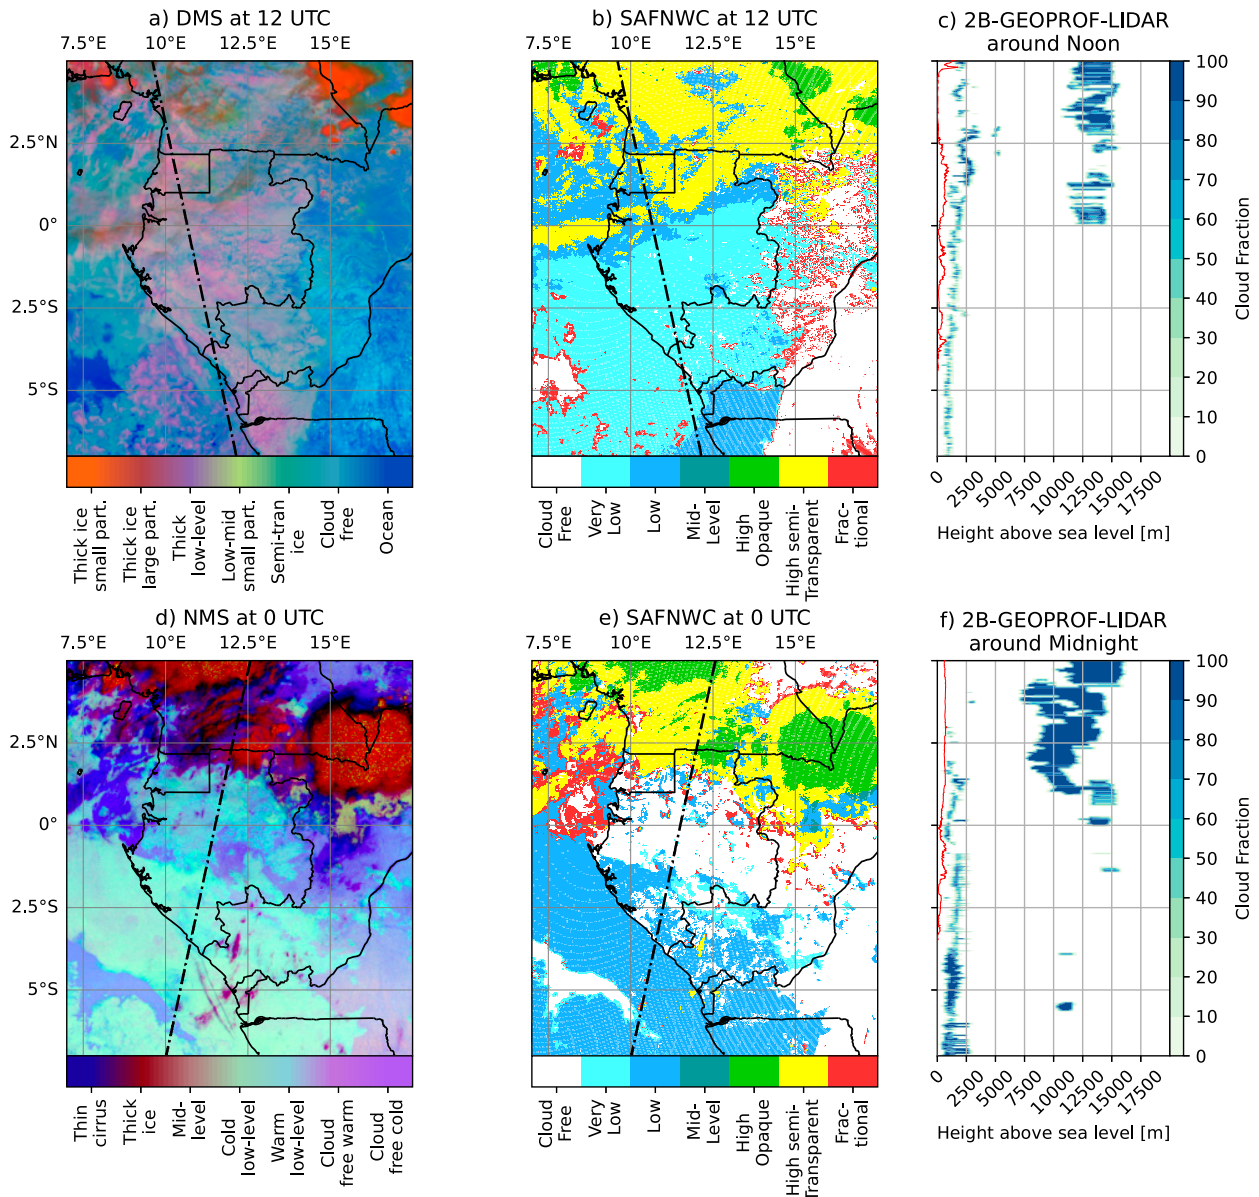 a) DMS at 12 UTC
7.5°E 10°E 12.5°E 15°E
2.5°N
0°
2.5°S
5°S
Thick ice small part.
Thick ice large part.
Thick low-level
Low-mid small part.
Semi-tran ice
Cloud free
Ocean
b) SAFNWC at 12 UTC
7.5°E 10°E 12.5°E 15°E
Cloud Free
Very Low
Low
Mid-Level
High Opaque
High semi-Transparent
Frac-tional
c) 2B-GEOPROF-LIDAR
around Noon
0 2500 5000 7500 10000 12500 15000 17500
Height above sea level [m]
100
90
80
70
60
50
40
30
20
10
0
Cloud Fraction
d) NMS at 0 UTC
7.5°E 10°E 12.5°E 15°E
2.5°N
0°
2.5°S
5°S
Thin cirrus
Thick ice
Mid-level
Cold low-level
Warm low-level
Cloud free warm
Cloud free cold
e) SAFNWC at 0 UTC
7.5°E 10°E 12.5°E 15°E
Cloud Free
Very Low
Low
Mid-Level
High Opaque
High semi-Transparent
Frac-tional
f) 2B-GEOPROF-LIDAR
around Midnight
0 2500 5000 7500 10000 12500 15000 17500
Height above sea level [m]
100
90
80
70
60
50
40
30
20
10
0
Cloud Fraction